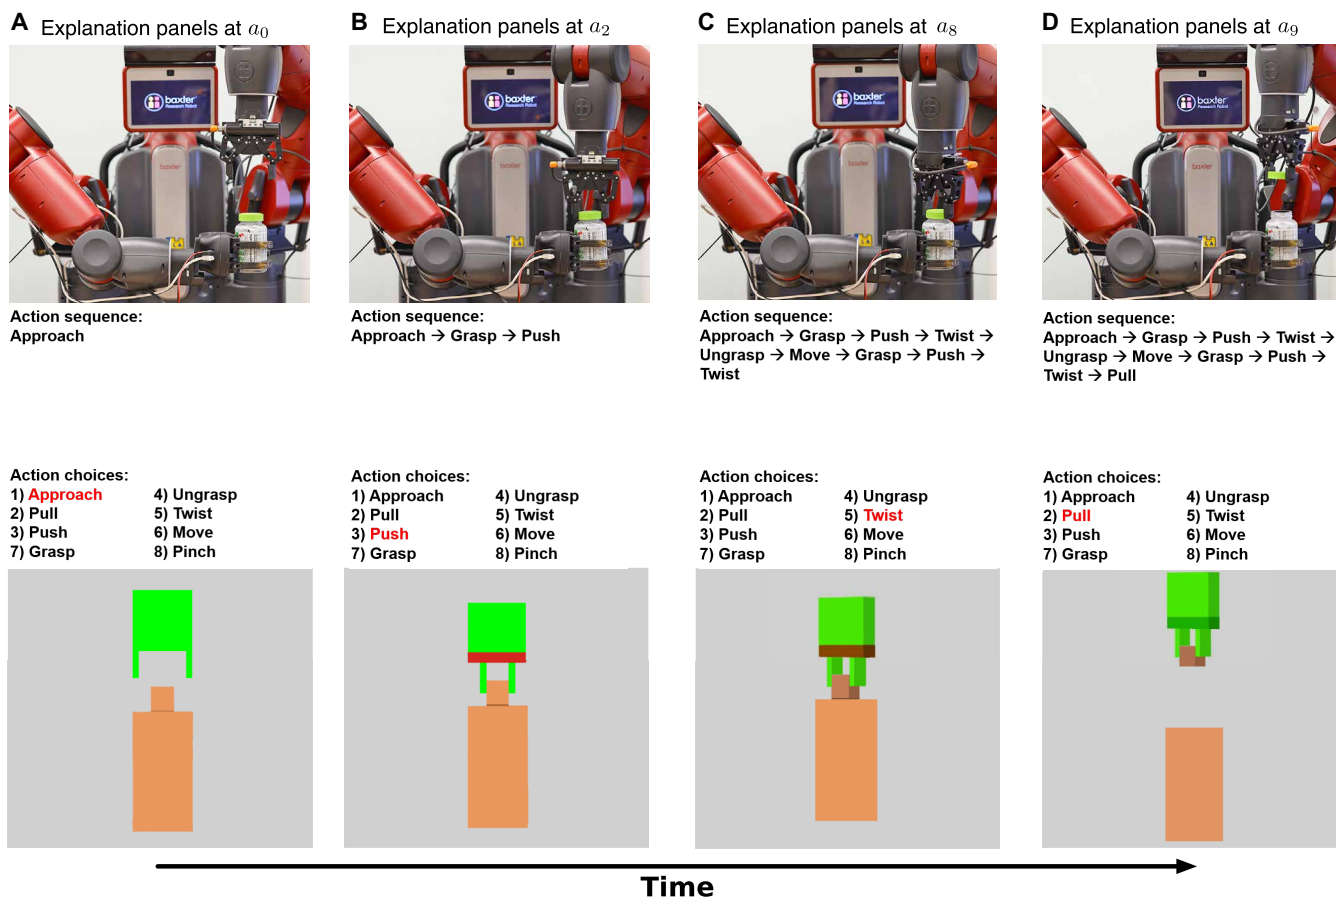 A Explanation panels at a0
baxter
Research Robot
baxter
Action sequence:
Approach
Action choices:
1) Approach 4) Ungrasp
2) Pull 5) Twist
3) Push 6) Move
7) Grasp 8) Pinch
B Explanation panels at a2
baxter
Research Robot
baxter
Action sequence:
Approach → Grasp → Push
Action choices:
1) Approach 4) Ungrasp
2) Pull 5) Twist
3) Push 6) Move
7) Grasp 8) Pinch
C Explanation panels at a8
baxter
Research Robot
baxter
Action sequence:
Approach → Grasp → Push → Twist →
Ungrasp → Move → Grasp → Push →
Twist
Action choices:
1) Approach 4) Ungrasp
2) Pull 5) Twist
3) Push 6) Move
7) Grasp 8) Pinch
D Explanation panels at a9
baxter
Research Robot
baxter
Action sequence:
Approach → Grasp → Push → Twist →
Ungrasp → Move → Grasp → Push →
Twist → Pull
Action choices:
1) Approach 4) Ungrasp
2) Pull 5) Twist
3) Push 6) Move
7) Grasp 8) Pinch
Time